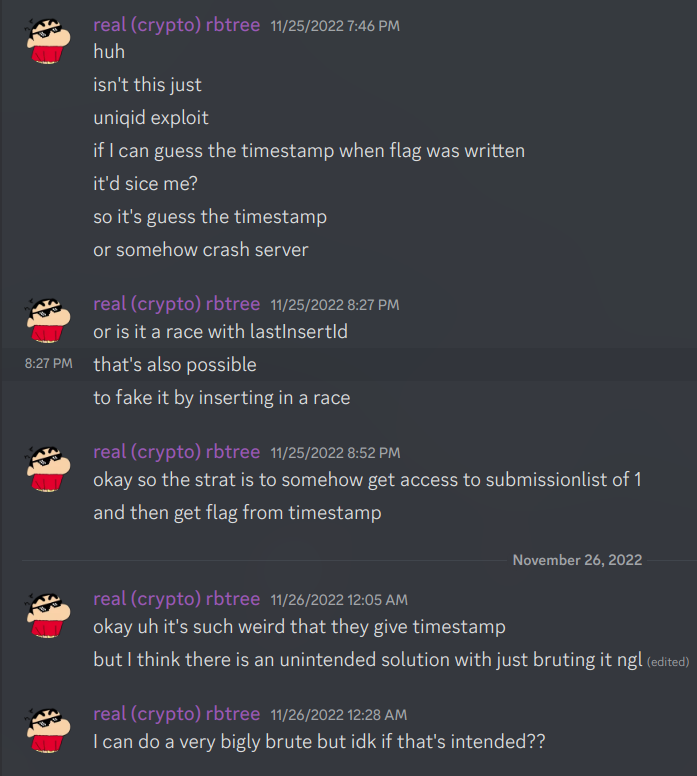 real (crypto) rbtree 11/25/2022 7:46 PM
huh
isn't this just
uniqid exploit
if I can guess the timestamp when flag was written
it'd sice me?
so it's guess the timestamp
or somehow crash server
real (crypto) rbtree 11/25/2022 8:27 PM
or is it a race with lastInsertId
8:27 PM that's also possible
to fake it by inserting in a race
real (crypto) rbtree 11/25/2022 8:52 PM
okay so the strat is to somehow get access to submissionlist of 1
and then get flag from timestamp
November 26, 2022
real (crypto) rbtree 11/26/2022 12:05 AM
okay uh it's such weird that they give timestamp
but I think there is an unintended solution with just bruting it ngl (edited)
real (crypto) rbtree 11/26/2022 12:28 AM
I can do a very bigly brute but idk if that's intended??